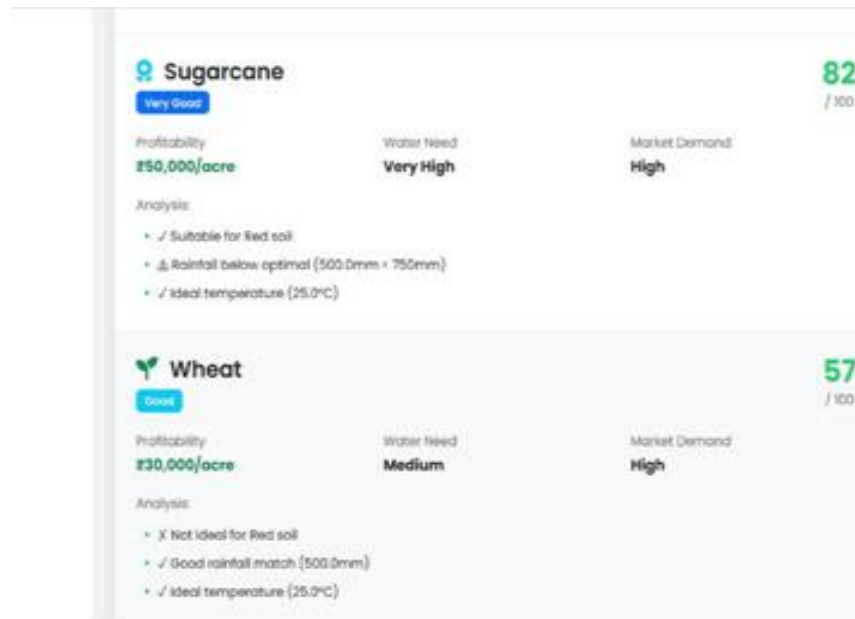 Sugarcane
82
Very Good
/ 100
Profitability Water Need Market Demand
₹50,000/acre Very High High
Analysis:
✓ Suitable for Red soil
⚠ Rainfall below optimal (500.0mm < 750mm)
✓ Ideal temperature (25.0°C)
Wheat
57
Good
/ 100
Profitability Water Need Market Demand
₹30,000/acre Medium High
Analysis:
✗ Not ideal for Red soil
✓ Good rainfall match (500.0mm)
✓ Ideal temperature (25.0°C)